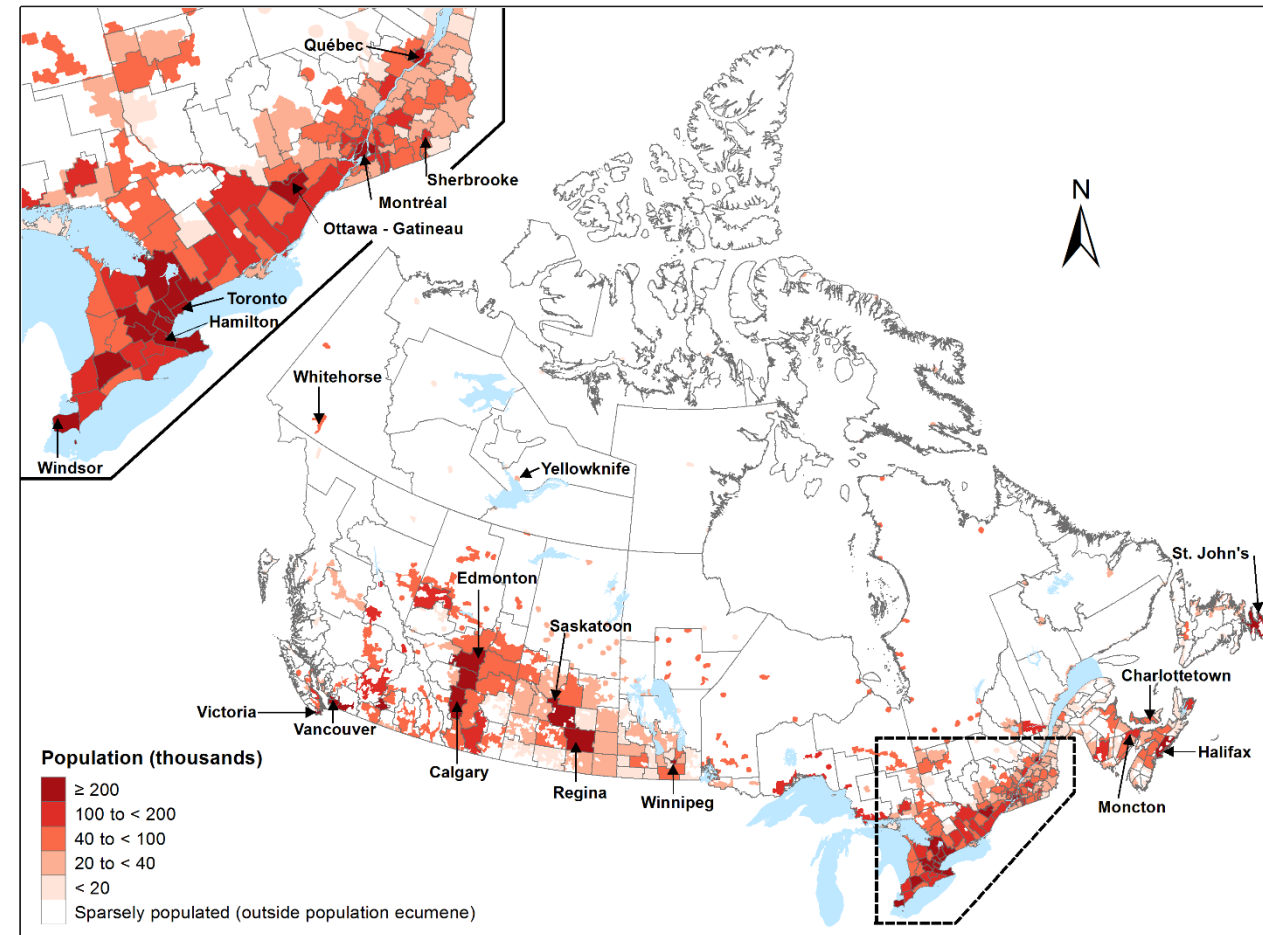 Québec
Sherbrooke
Montréal
Ottawa - Gatineau
Toronto
Hamilton
Windsor
N
Whitehorse
Yellowknife
St. John's
Edmonton
Saskatoon
Charlottetown
Victoria
Vancouver
Calgary
Regina
Winnipeg
Halifax
Moncton
Population (thousands)
≥ 200
100 to < 200
40 to < 100
20 to < 40
< 20
Sparsely populated (outside population ecumene)